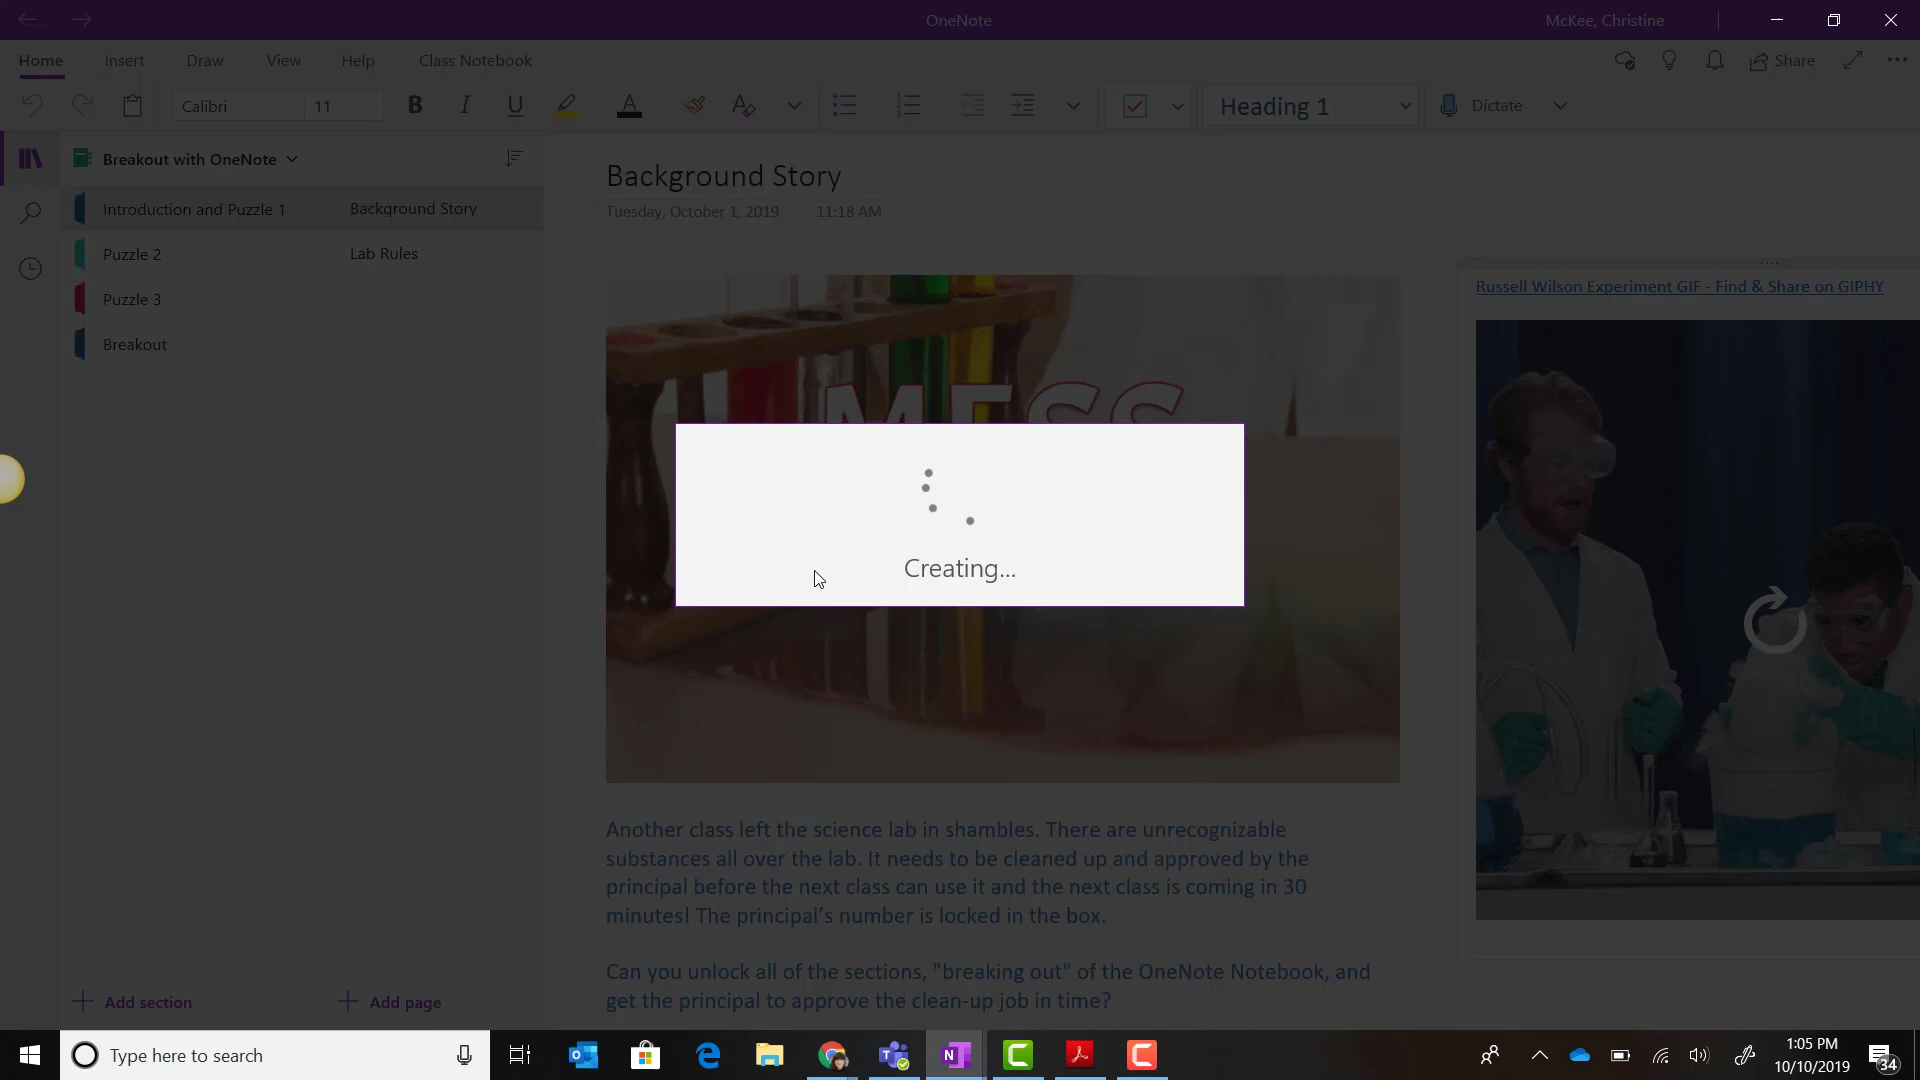 OneNote
McKee, Christine
Home Insert Draw View Help Class Notebook
Share
Calibri 11 B I U A Heading 1 Dictate
Breakout with OneNote
Introduction and Puzzle 1
Puzzle 2
Puzzle 3
Breakout
Background Story
Lab Rules
Add section
Add page
Background Story
Tuesday, October 1, 2019 11:18 AM
MESS
Creating...
Another class left the science lab in shambles. There are unrecognizable
substances all over the lab. It needs to be cleaned up and approved by the
principal before the next class can use it and the next class is coming in 30
minutes! The principal's number is locked in the box.
Can you unlock all of the sections, "breaking out" of the OneNote Notebook, and
get the principal to approve the clean-up job in time?
Russell Wilson Experiment GIF - Find & Share on GIPHY
Type here to search
1:05 PM
10/10/2019
34